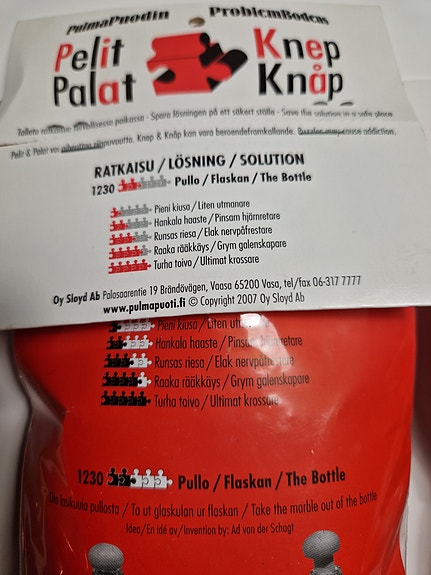 PulmaPuodin ProblemBodens
Pelit Knep
Palat Knåp
Talleta ratkaisu turvallisessa paikassa - Spara lösningen på ett säkert ställe - Save the solution in a safe place
Pelit & Palat voi aiheuttaa riippuvuutta. Knep & Knåp kan vara beroendeframkallande. Puzzles may cause addiction.
RATKAISU / LÖSNING / SOLUTION
1230 Pullo / Flaskan / The Bottle
Pieni kiusa / Liten utmanare
Hankala haaste / Pinsam hjärnretare
Runsas riesa / Elak nervpåfrestare
Raaka rääkkäys / Grym galenskapare
Turha toivo / Ultimat krossare
Oy Sloyd Ab Palosaarentie 19 Brändövägen, Vaasa 65200 Vasa, tel/fax 06-317 7777
www.pulmapuoti.fi © Copyright 2007 Oy Sloyd Ab
Pieni kiusa / Liten
Hankala haaste / Pinsam hjärnretare
Runsas riesa / Elak nervpåfrestare
Raaka rääkkäys / Grym galenskapare
Turha toivo / Ultimat krossare
1230 Pullo / Flaskan / The Bottle
Ota lasikuula pullosta / Ta ut glaskulan ur flaskan / Take the marble out of the bottle
Idea / En idé av / Invention by: Ad van der Schagt